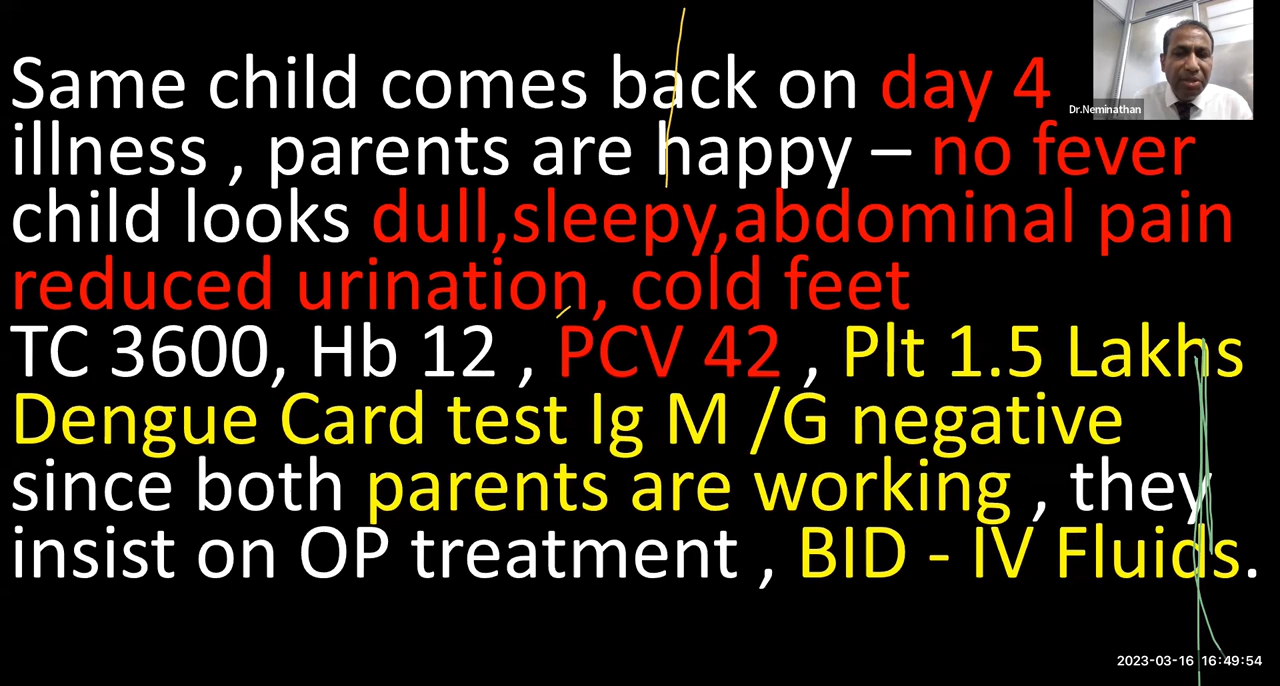 Same child comes back on day 4
Dr.Neminathan
illness , parents are happy – no fever
child looks dull,sleepy,abdominal pain
reduced urination, cold feet
TC 3600, Hb 12 , PCV 42 , Plt 1.5 Lakhs
Dengue Card test Ig M /G negative
since both parents are working , they
insist on OP treatment , BID - IV Fluids.
2023-03-16 16:49:54